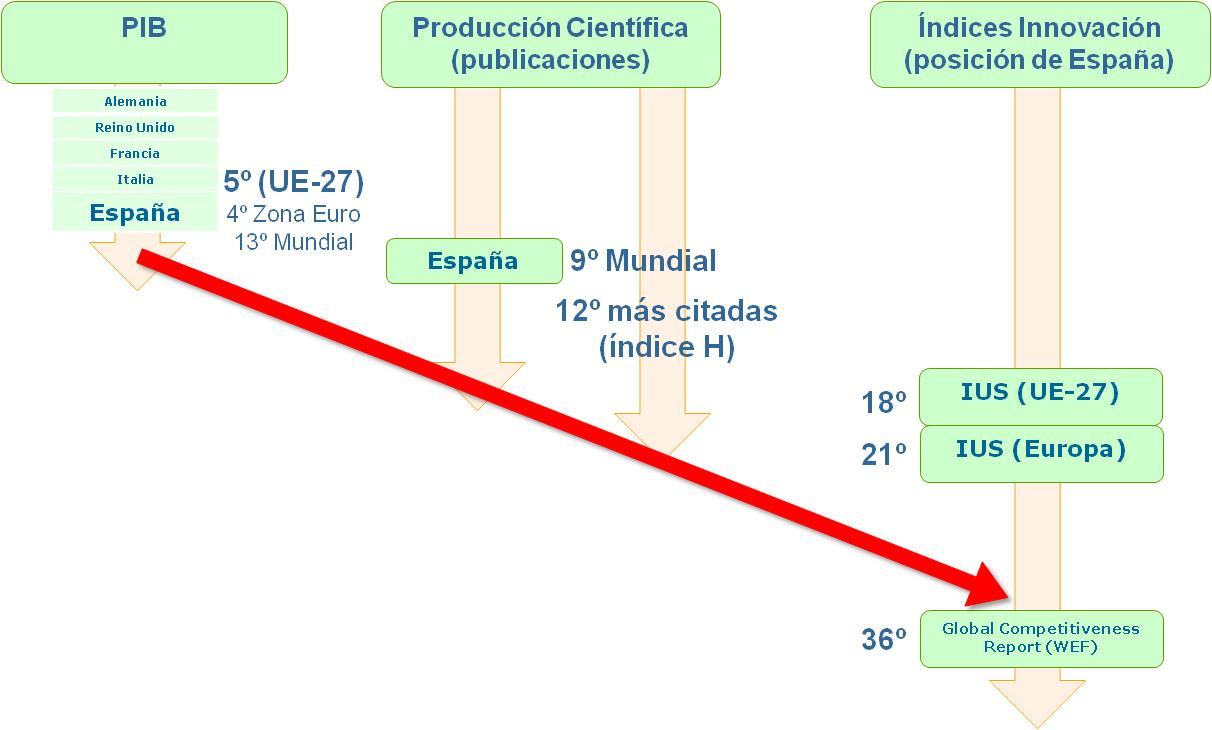 PIB
Alemania
Reino Unido
Francia
Italia
España
5º (UE-27)
4º Zona Euro
13º Mundial
Producción Científica
(publicaciones)
España
9º Mundial
12º más citadas
(índice H)
Índices Innovación
(posición de España)
18º
IUS (UE-27)
21º
IUS (Europa)
36º
Global Competitiveness
Report (WEF)